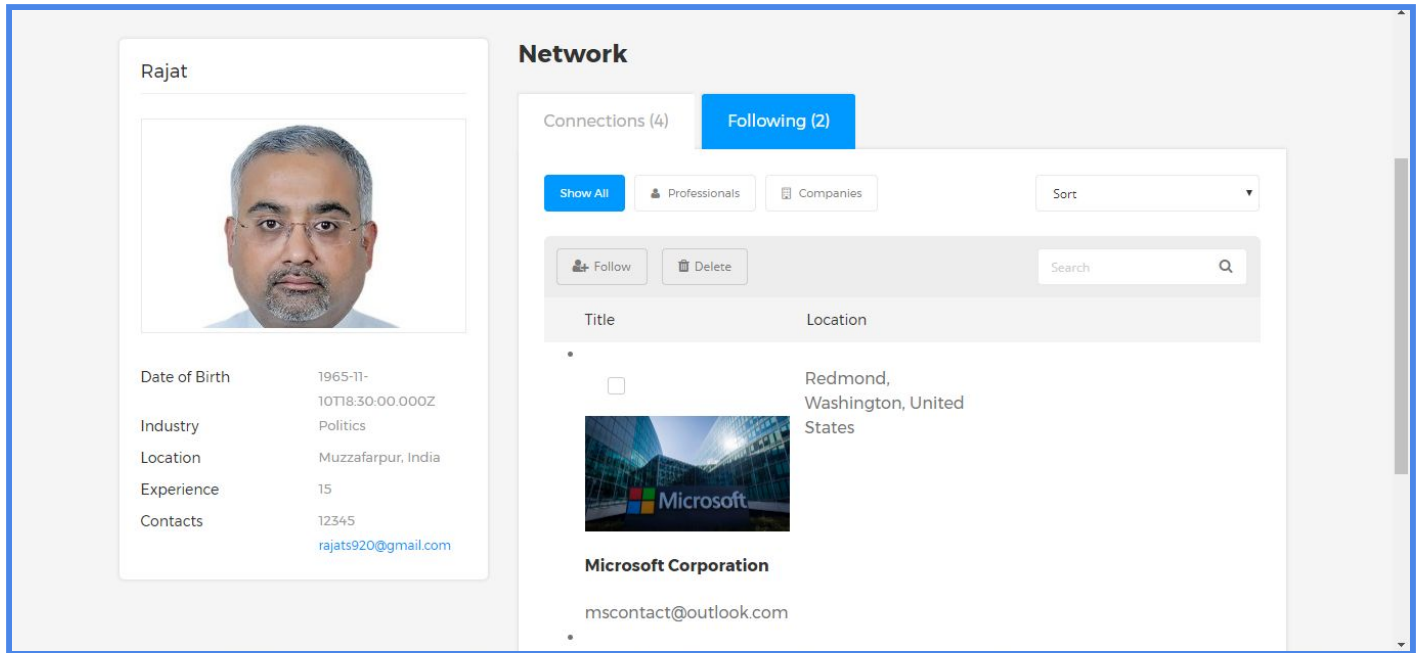 Rajat
Date of Birth 1965-11-
10T18:30:00.000Z
Industry Politics
Location Muzzafarpur, India
Experience 15
Contacts 12345
rajats920@gmail.com
Network
Connections (4) Following (2)
Show All Professionals Companies Sort
Follow Delete Search
Title Location
Redmond,
Washington, United
States
Microsoft
Microsoft Corporation
mscontact@outlook.com